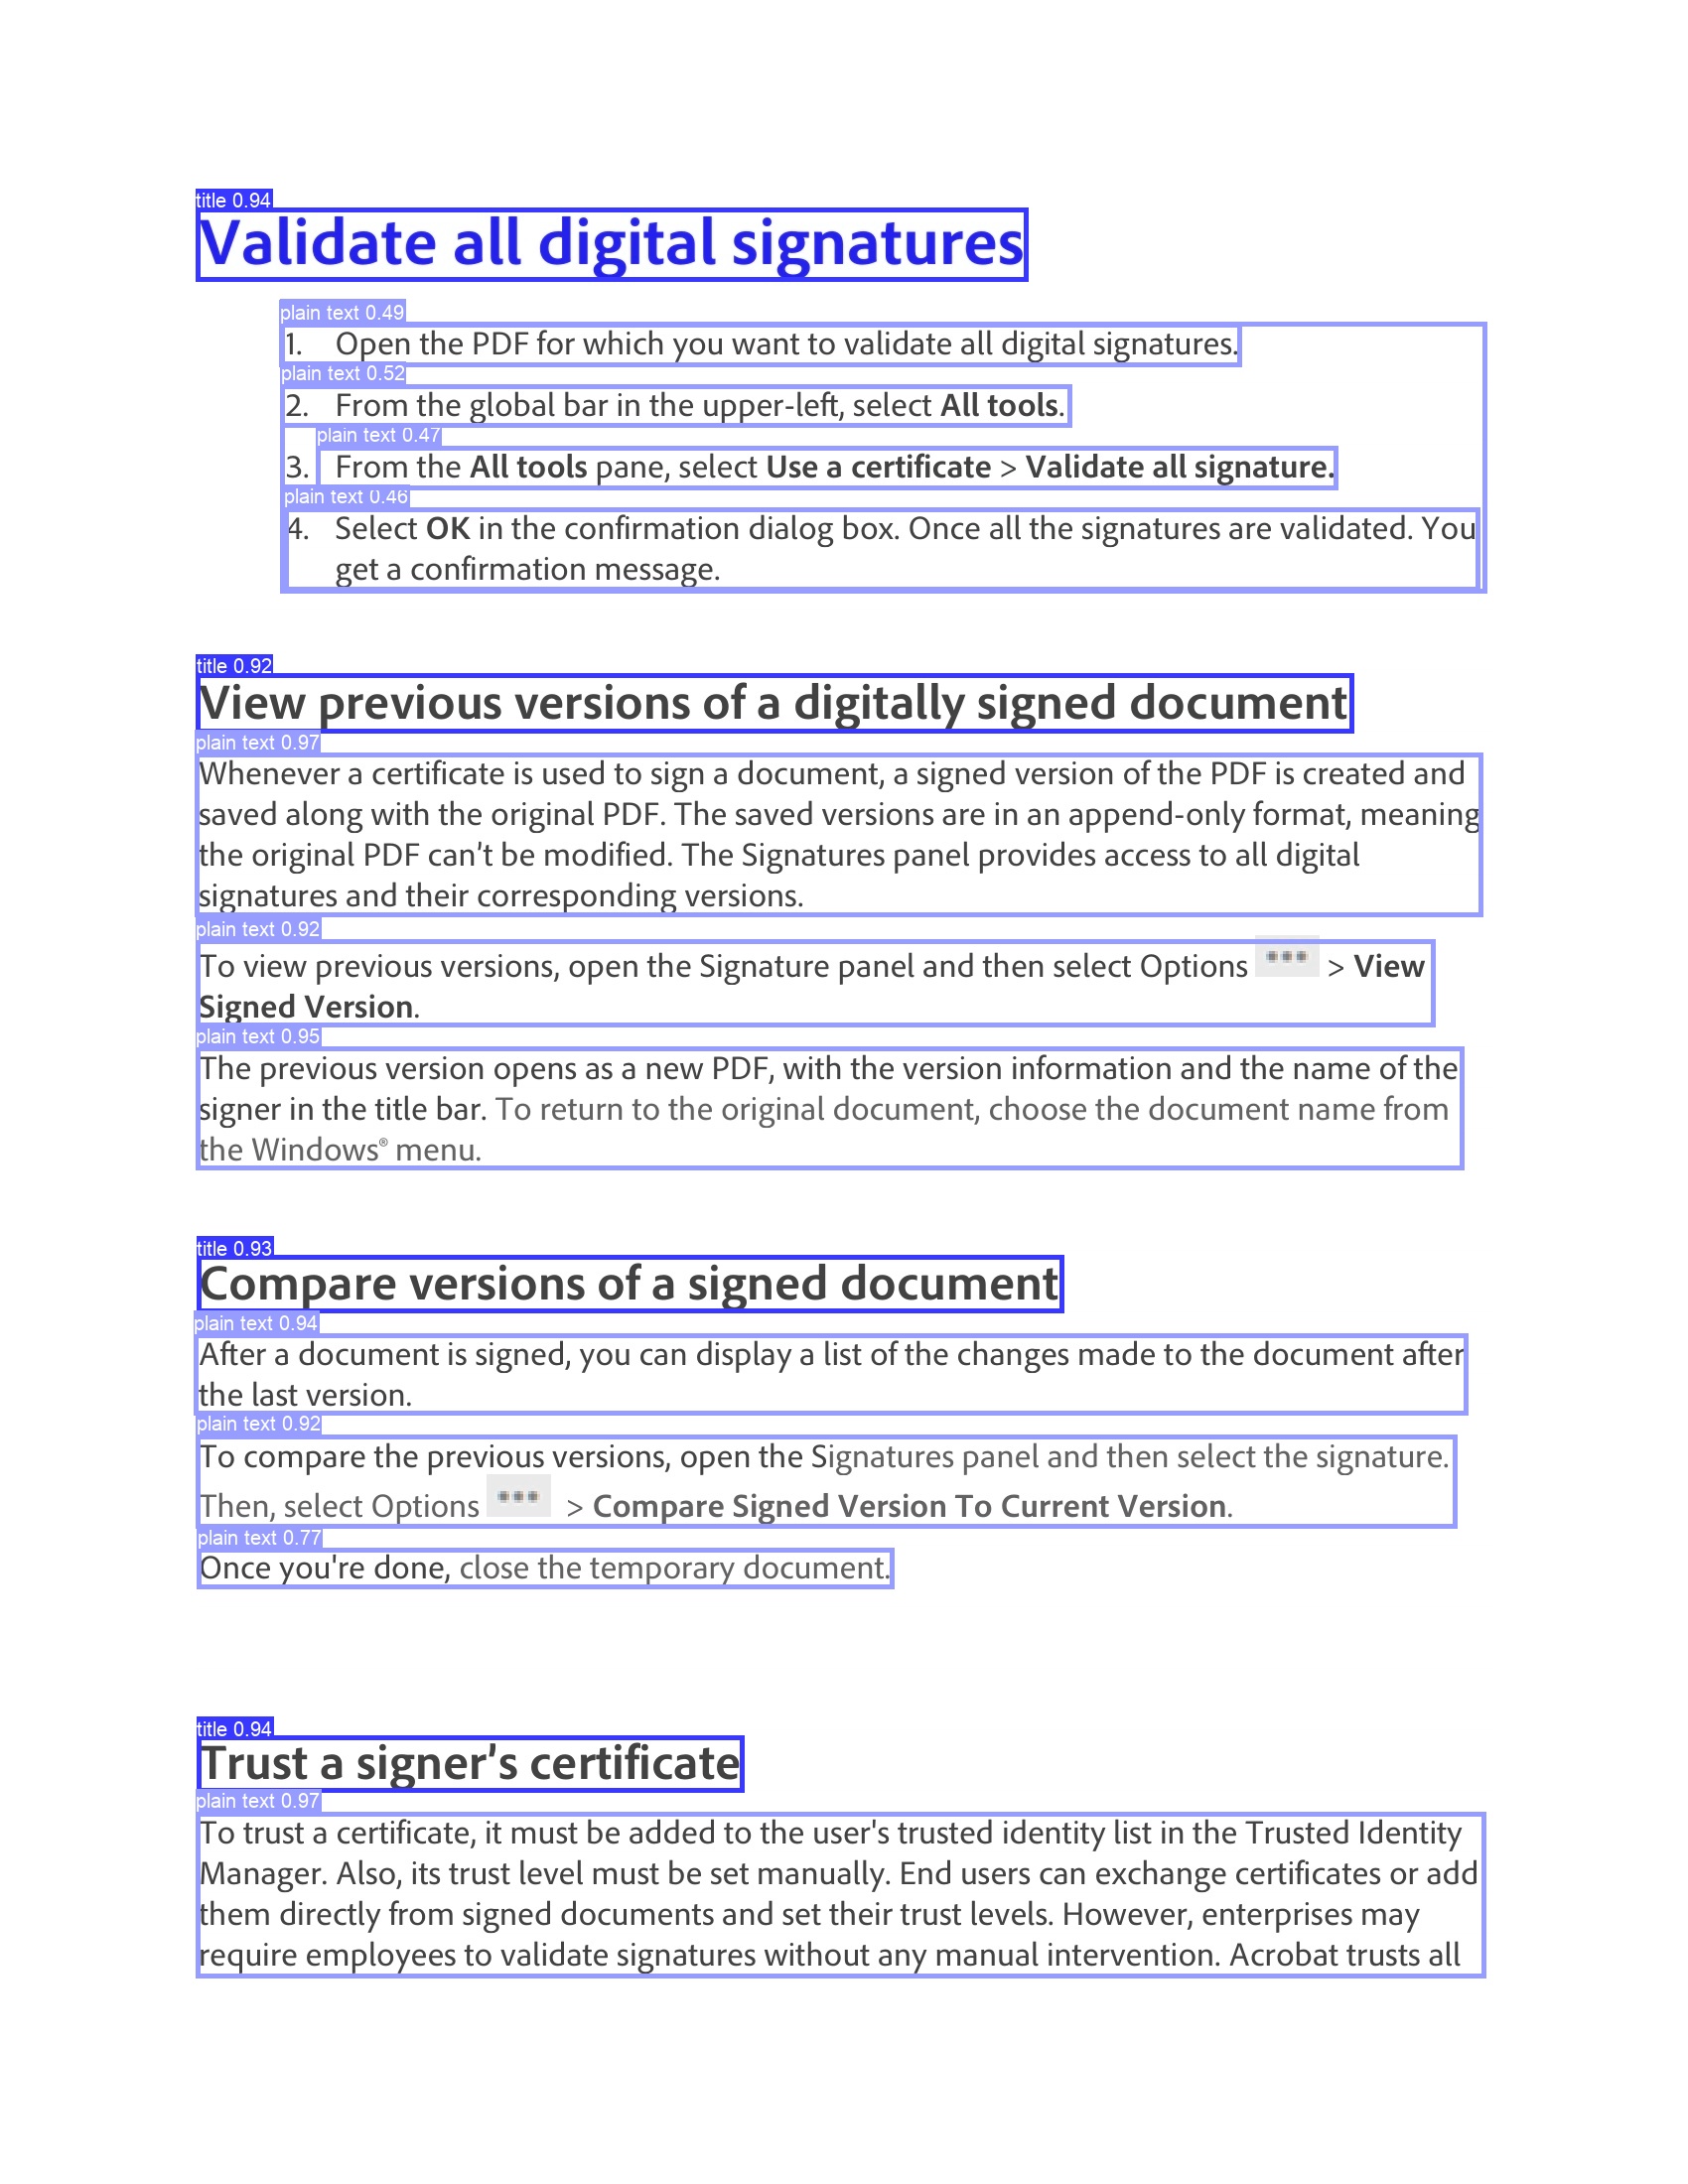 title 0.94
Validate all digital signatures
plain text 0.49
1. Open the PDF for which you want to validate all digital signatures.
plain text 0.52
2. From the global bar in the upper-left, select All tools.
plain text 0.47
3. From the All tools pane, select Use a certificate > Validate all signature.
plain text 0.46
4. Select OK in the confirmation dialog box. Once all the signatures are validated. You
get a confirmation message.
title 0.92
View previous versions of a digitally signed document
plain text 0.97
Whenever a certificate is used to sign a document, a signed version of the PDF is created and
saved along with the original PDF. The saved versions are in an append-only format, meaning
the original PDF can't be modified. The Signatures panel provides access to all digital
signatures and their corresponding versions.
plain text 0.92
To view previous versions, open the Signature panel and then select Options > View
Signed Version.
plain text 0.95
The previous version opens as a new PDF, with the version information and the name of the
signer in the title bar. To return to the original document, choose the document name from
the Windows® menu.
title 0.93
Compare versions of a signed document
plain text 0.94
After a document is signed, you can display a list of the changes made to the document after
the last version.
plain text 0.92
To compare the previous versions, open the Signatures panel and then select the signature.
Then, select Options > Compare Signed Version To Current Version.
plain text 0.77
Once you're done, close the temporary document.
title 0.94
Trust a signer's certificate
plain text 0.97
To trust a certificate, it must be added to the user's trusted identity list in the Trusted Identity
Manager. Also, its trust level must be set manually. End users can exchange certificates or add
them directly from signed documents and set their trust levels. However, enterprises may
require employees to validate signatures without any manual intervention. Acrobat trusts all